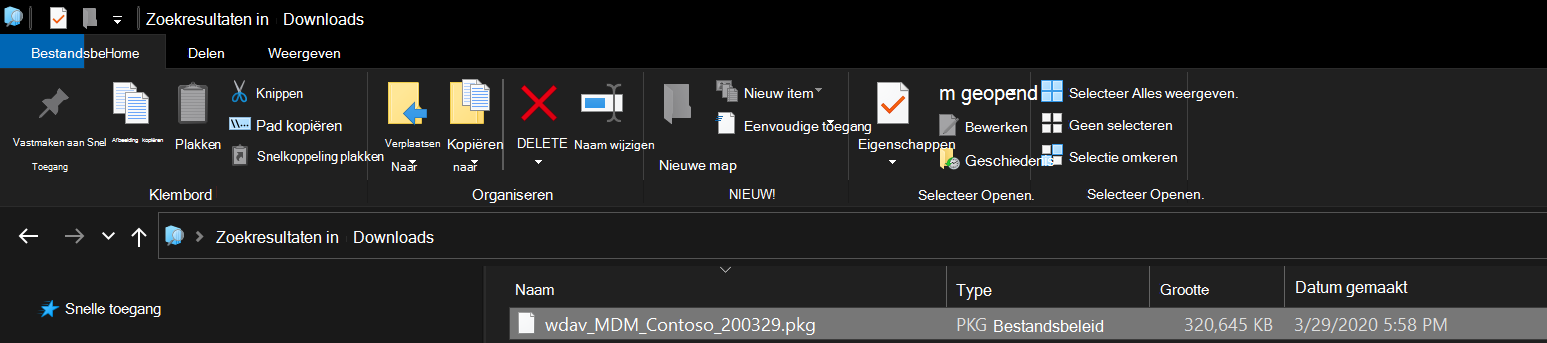 Zoekresultaten in Downloads
BestandsbeHome Delen Weergeven
Vastmaken aan Snel Toegang
Afbeelding kopiëren
Plakken
Knippen
Pad kopiëren
Snelkoppeling plakken
Klembord
Verplaatsen Naar
Kopiëren naar
DELETE
Naam wijzigen
Organiseren
Nieuwe map
Nieuw item
Eenvoudige toegang
NIEUW!
Eigenschappen
m geopend
Bewerken
Geschiedenis
Selecteer Openen.
Selecteer Alles weergeven.
Geen selecteren
Selectie omkeren
Selecteer Openen.
Zoekresultaten in Downloads
Snelle toegang
Naam Type Grootte Datum gemaakt
wdav_MDM_Contoso_200329.pkg PKG Bestandsbeleid 320,645 KB 3/29/2020 5:58 PM